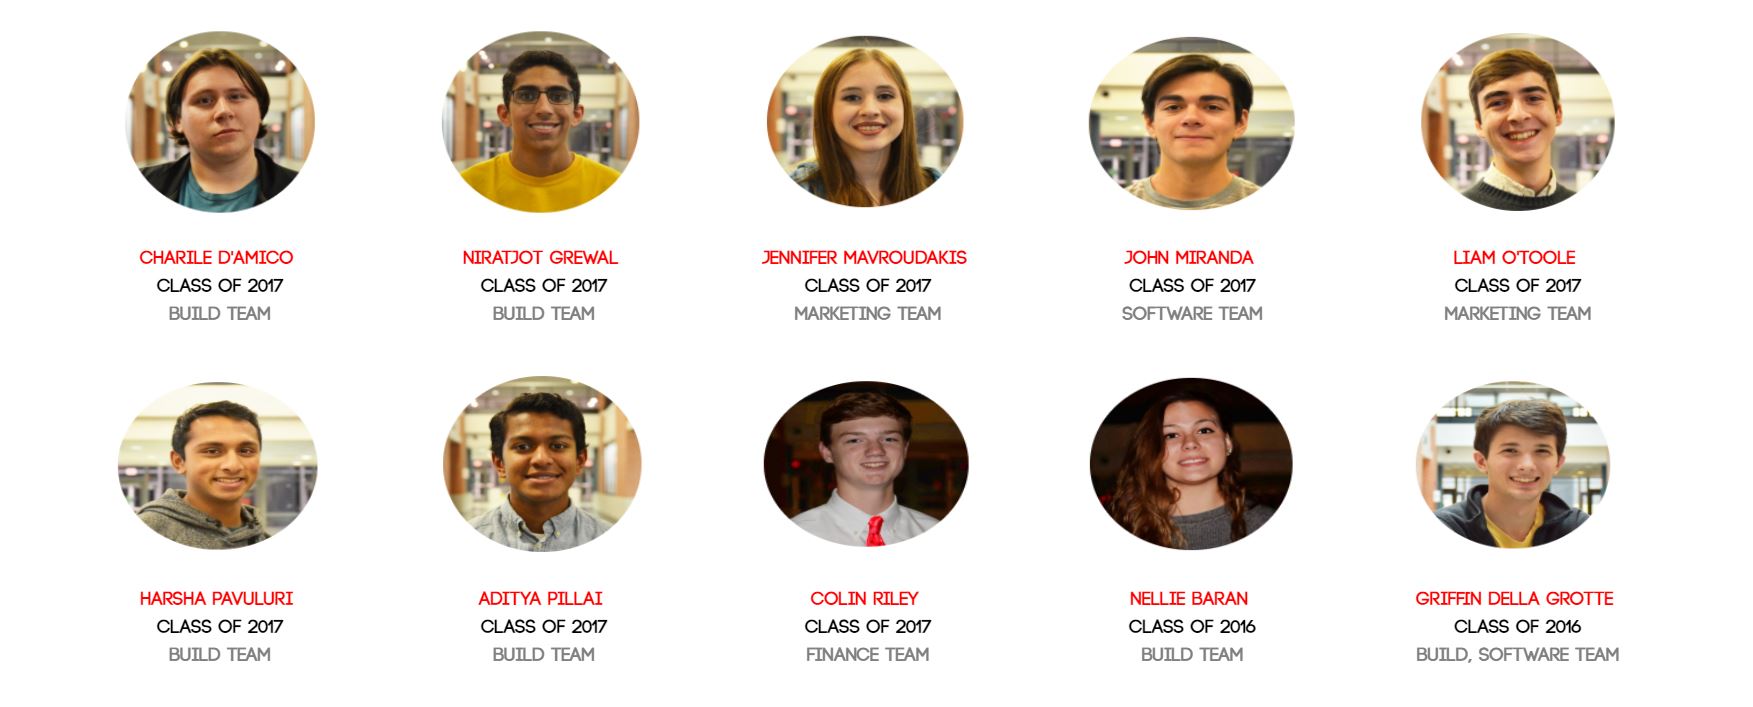 CHARILE D'AMICO
CLASS OF 2017
BUILD TEAM
NIRATJOT GREWAL
CLASS OF 2017
BUILD TEAM
JENNIFER MAVROUDAKIS
CLASS OF 2017
MARKETING TEAM
JOHN MIRANDA
CLASS OF 2017
SOFTWARE TEAM
LIAM O'TOOLE
CLASS OF 2017
MARKETING TEAM
HARSHA PAVULURI
CLASS OF 2017
BUILD TEAM
ADITYA PILLAI
CLASS OF 2017
BUILD TEAM
COLIN RILEY
CLASS OF 2017
FINANCE TEAM
NELLIE BARAN
CLASS OF 2016
BUILD TEAM
GRIFFIN DELLA GROTTE
CLASS OF 2016
BUILD, SOFTWARE TEAM